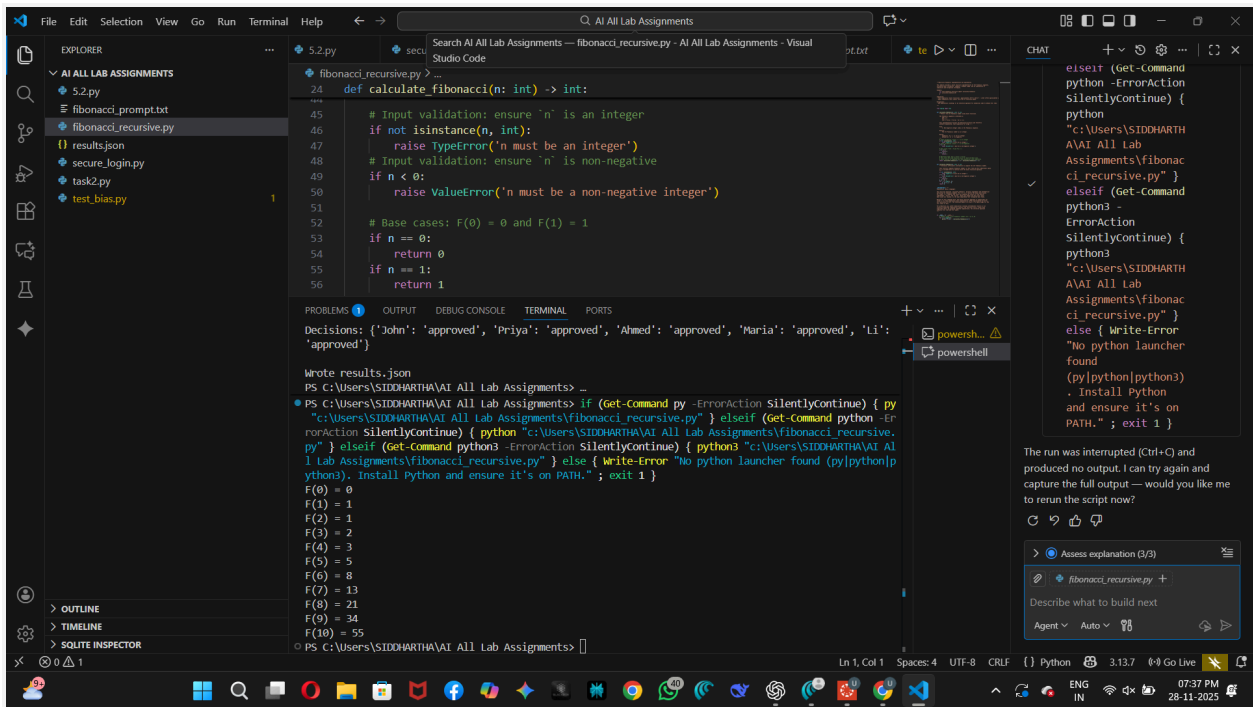 File Edit Selection View Go Run Terminal Help
AI All Lab Assignments
EXPLORER
AI ALL LAB ASSIGNMENTS
5.2.py
fibonacci_prompt.txt
fibonacci_recursive.py
{} results.json
secure_login.py
task2.py
test_bias.py 1
OUTLINE
TIMELINE
SQLITE INSPECTOR
5.2.py
secu
Search AI All Lab Assignments — fibonacci_recursive.py - AI All Lab Assignments - Visual
Studio Code
pt.txt
te
fibonacci_recursive.py > ...
24 def calculate_fibonacci(n: int) -> int:
44
45 # Input validation: ensure `n` is an integer
46 if not isinstance(n, int):
47 raise TypeError('n must be an integer')
48 # Input validation: ensure `n` is non-negative
49 if n < 0:
50 raise ValueError('n must be a non-negative integer')
51
52 # Base cases: F(0) = 0 and F(1) = 1
53 if n == 0:
54 return 0
55 if n == 1:
56 return 1
PROBLEMS 1 OUTPUT DEBUG CONSOLE TERMINAL PORTS
Decisions: {'John': 'approved', 'Priya': 'approved', 'Ahmed': 'approved', 'Maria': 'approved', 'Li':
'approved'}
Wrote results.json
PS C:\Users\SIDDHARTHA\AI All Lab Assignments> …
PS C:\Users\SIDDHARTHA\AI All Lab Assignments> if (Get-Command py -ErrorAction SilentlyContinue) { py
"c:\Users\SIDDHARTHA\AI All Lab Assignments\fibonacci_recursive.py" } elseif (Get-Command python -Er
rorAction SilentlyContinue) { python "c:\Users\SIDDHARTHA\AI All Lab Assignments\fibonacci_recursive.
py" } elseif (Get-Command python3 -ErrorAction SilentlyContinue) { python3 "c:\Users\SIDDHARTHA\AI Al
l Lab Assignments\fibonacci_recursive.py" } else { Write-Error "No python launcher found (py|python|p
ython3). Install Python and ensure it's on PATH." ; exit 1 }
F(0) = 0
F(1) = 1
F(2) = 1
F(3) = 2
F(4) = 3
F(5) = 5
F(6) = 8
F(7) = 13
F(8) = 21
F(9) = 34
F(10) = 55
PS C:\Users\SIDDHARTHA\AI All Lab Assignments>
powersh...
powershell
CHAT
elseif (Get-Command
python -ErrorAction
SilentlyContinue) {
python
"c:\Users\SIDDHARTH
A\AI All Lab
Assignments\fibonac
ci_recursive.py" }
elseif (Get-Command
python3 -
ErrorAction
SilentlyContinue) {
python3
"c:\Users\SIDDHARTH
A\AI All Lab
Assignments\fibonac
ci_recursive.py" }
else { Write-Error
"No python launcher
found
(py|python|python3)
. Install Python
and ensure it's on
PATH." ; exit 1 }
The run was interrupted (Ctrl+C) and
produced no output. I can try again and
capture the full output — would you like me
to rerun the script now?
Assess explanation (3/3)
fibonacci_recursive.py +
Describe what to build next
Agent Auto
0 1
Ln 1, Col 1 Spaces: 4 UTF-8 CRLF {} Python 3.13.7 Go Live
9+
40
ENG
IN
07:37 PM
28-11-2025